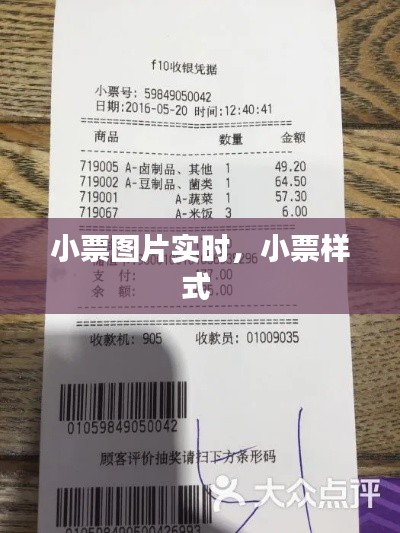 f10收银凭据
小票号: 59849050042
日期:2016-05-20 时间:12:40:41
商品 数量 金额
719005 A-卤制品、其他 1 49.20
719002 A-豆制品、菌类 1 64.50
719001 A-蔬菜 1 57.30
719067 A-米饭 3 6.00
小票图片实时，小票样
式
支 付:
余 额:
收款机: 905 收款员: 01009035
01059849050042
顾客评价抽奖请扫下方条形码
大众点评